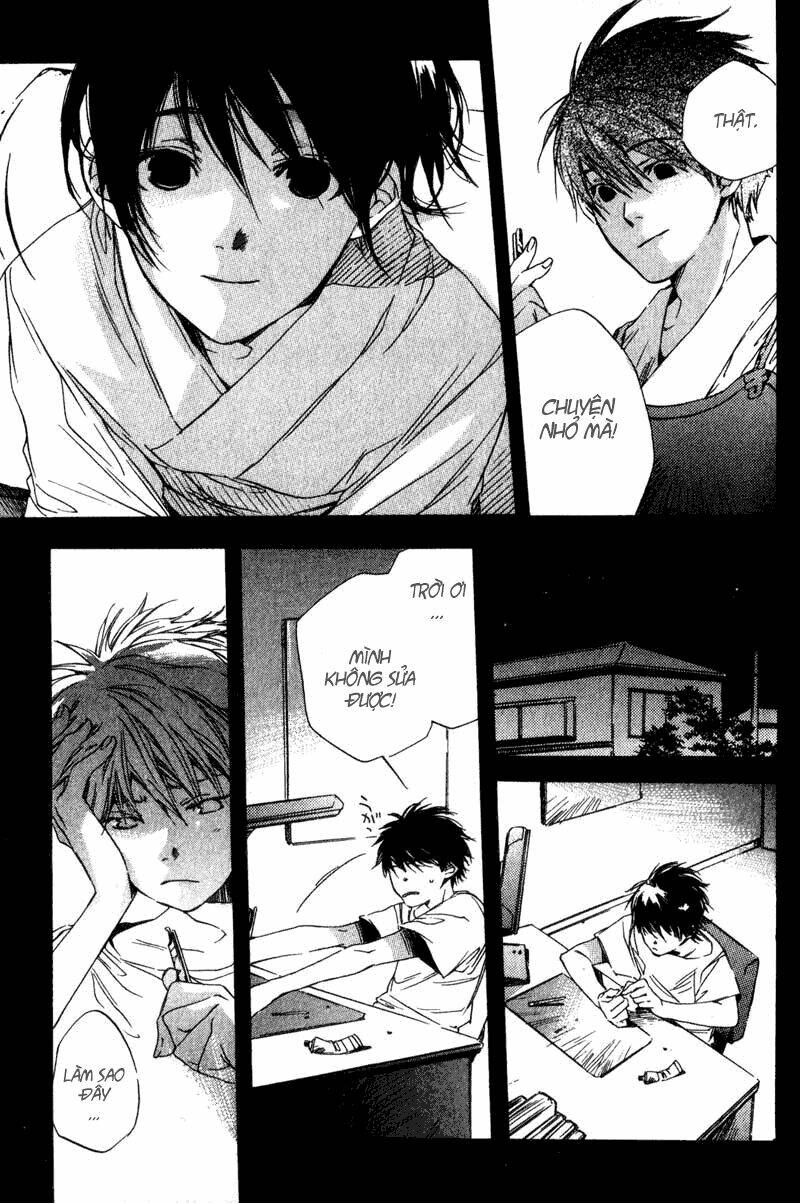 THẬT.
CHUYỆN
NHỎ MÀ!
TRỜI ƠI
...
MÌNH
KHÔNG SỬA
ĐƯỢC!
LÀM SAO
ĐÂY
...